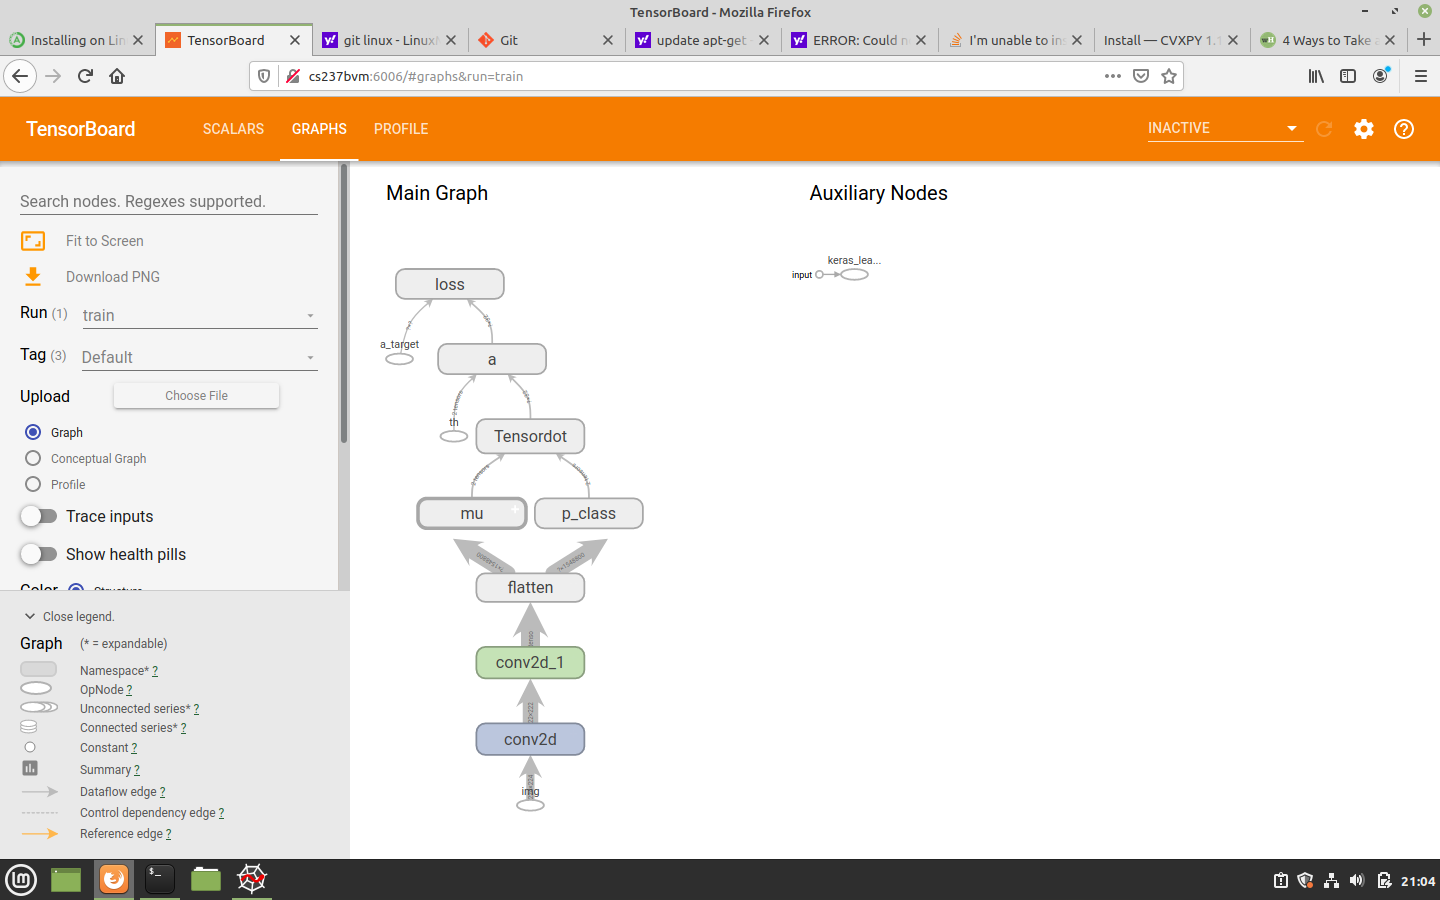 TensorBoard - Mozilla Firefox
Installing on Lin
TensorBoard
git linux - Linux
Git
update apt-get -
ERROR: Could n
I'm unable to ins
Install — CVXPY 1.1
4 Ways to Take a
cs237bvm:6006/#graphs&run=train
TensorBoard
SCALARS
GRAPHS
PROFILE
INACTIVE
Search nodes. Regexes supported.
Fit to Screen
Download PNG
Run (1) train
Tag (3) Default
Upload
Choose File
Graph
Conceptual Graph
Profile
Trace inputs
Show health pills
Color
Structure
Close legend.
Graph (* = expandable)
Namespace* ?
OpNode ?
Unconnected series* ?
Connected series* ?
Constant ?
Summary ?
Dataflow edge ?
Control dependency edge ?
Reference edge ?
Main Graph
Auxiliary Nodes
keras_lea...
input
loss
a_target
a
th
Tensordot
mu
p_class
flatten
conv2d_1
conv2d
img
21:04